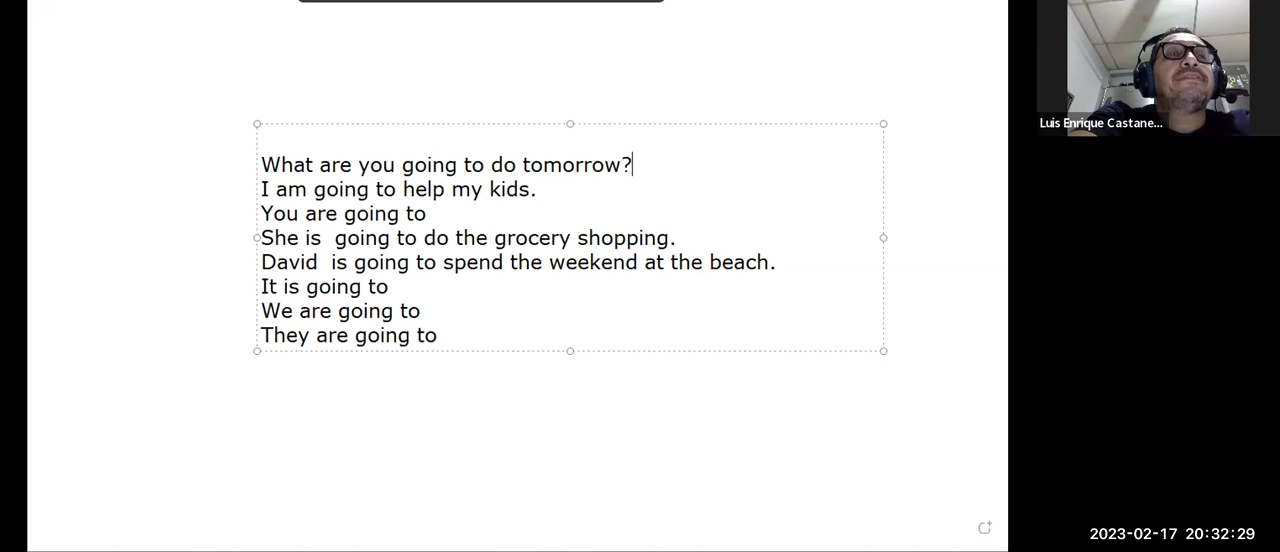 What are you going to do tomorrow?
I am going to help my kids.
You are going to
She is  going to do the grocery shopping.
David  is going to spend the weekend at the beach.
It is going to
We are going to
They are going to
Luis Enrique Castane...
2023-02-17 20:32:29